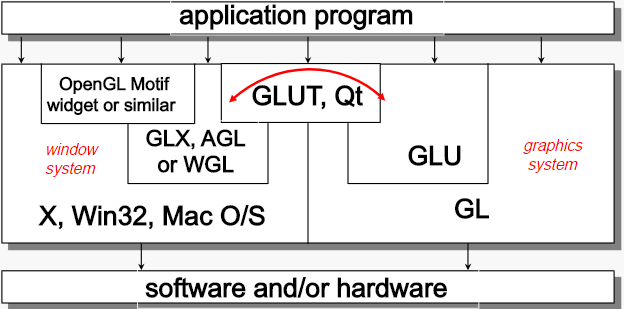 application program
OpenGL Motif
widget or similar
GLUT, Qt
GLX, AGL
or WGL
window
system
GLU
graphics
system
X, Win32, Mac O/S
GL
software and/or hardware